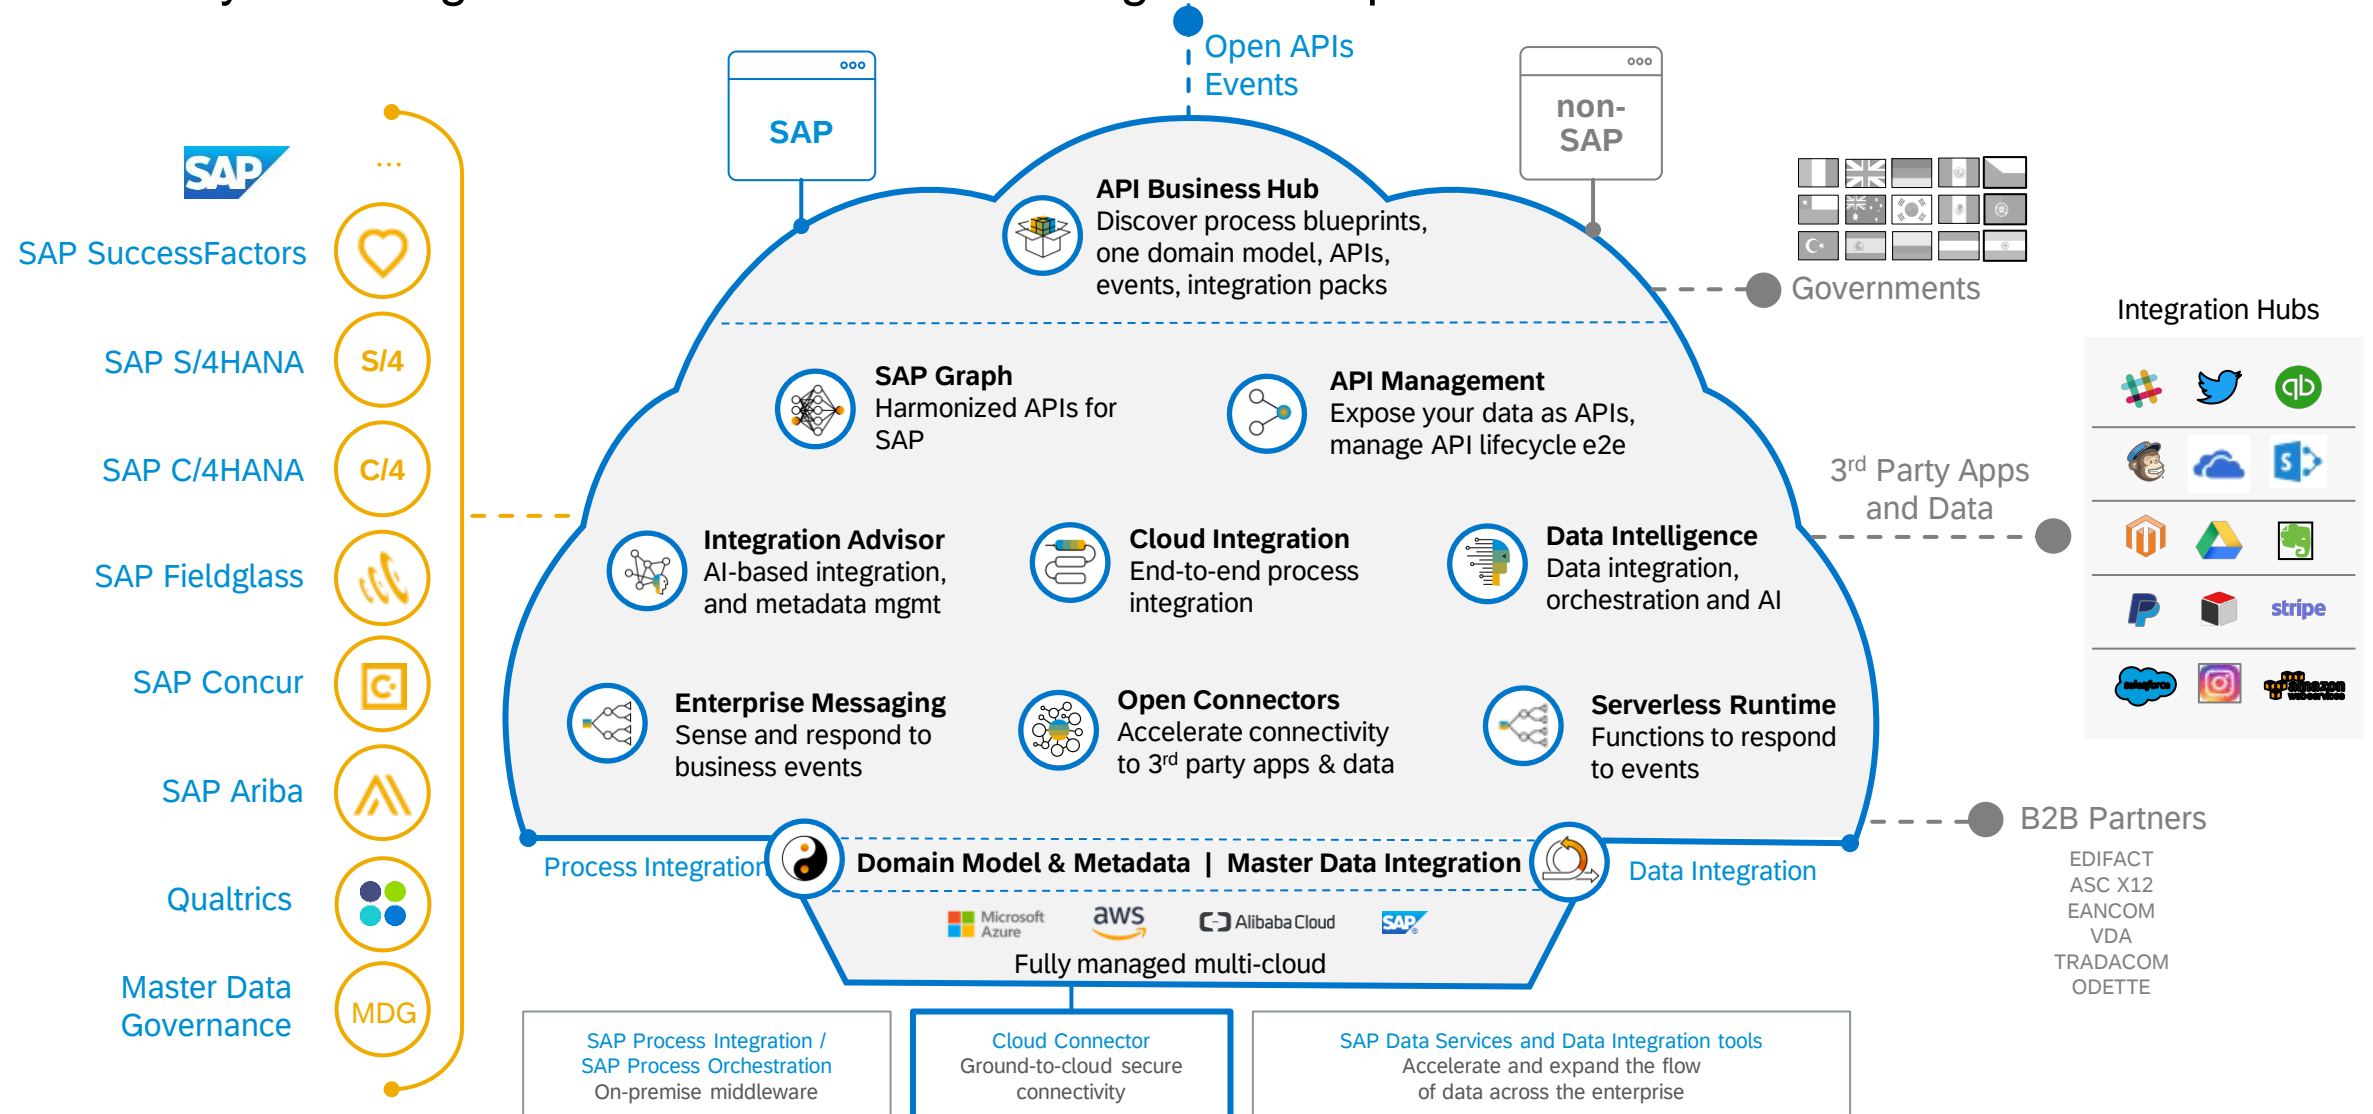 Open APIs
Events
SAP
non-
SAP
SAP
...
SAP SuccessFactors
SAP S/4HANA
S/4
SAP C/4HANA
C/4
SAP Fieldglass
SAP Concur
C
SAP Ariba
Qualtrics
Master Data
Governance
MDG
API Business Hub
Discover process blueprints,
one domain model, APIs,
events, integration packs
SAP Graph
Harmonized APIs for
SAP
API Management
Expose your data as APIs,
manage API lifecycle e2e
Integration Advisor
AI-based integration,
and metadata mgmt
Cloud Integration
End-to-end process
integration
Data Intelligence
Data integration,
orchestration and AI
Enterprise Messaging
Sense and respond to
business events
Open Connectors
Accelerate connectivity
to 3rd party apps & data
Serverless Runtime
Functions to respond
to events
Process Integration
Domain Model & Metadata | Master Data Integration
Data Integration
Microsoft
Azure
aws
Alibaba Cloud
SAP
Fully managed multi-cloud
SAP Process Integration /
SAP Process Orchestration
On-premise middleware
Cloud Connector
Ground-to-cloud secure
connectivity
SAP Data Services and Data Integration tools
Accelerate and expand the flow
of data across the enterprise
Governments
3rd Party Apps
and Data
Integration Hubs
qb
S
stripe
salesforce
amazon
webservices
B2B Partners
EDIFACT
ASC X12
EANCOM
VDA
TRADACOM
ODETTE